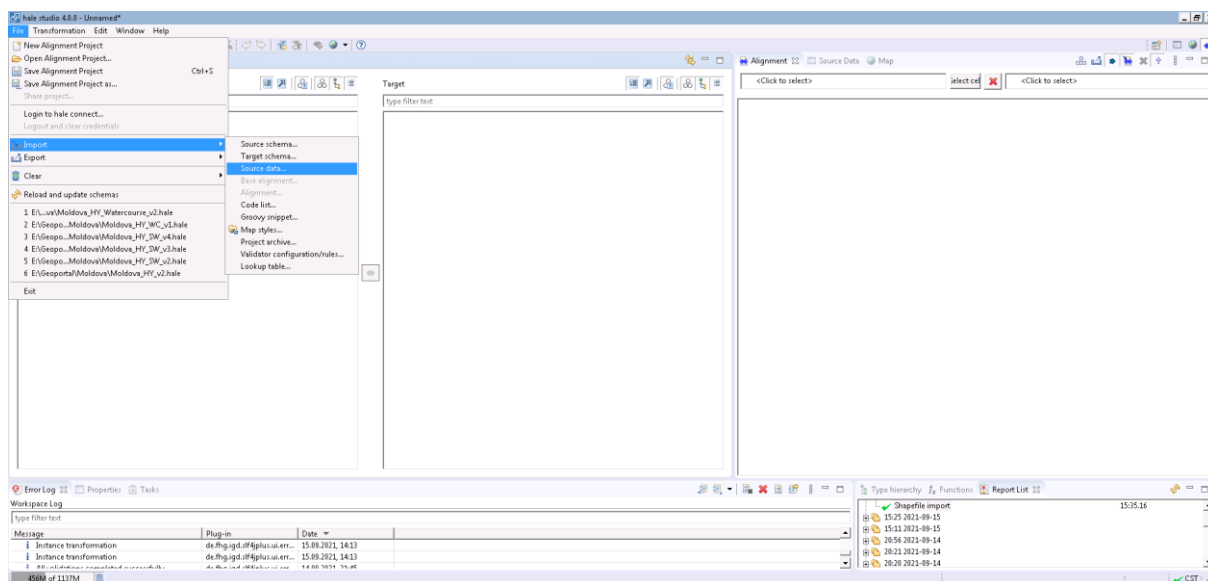 hale studio 4.0.0 - Unnamed*
File Transformation Edit Window Help
New Alignment Project
Open Alignment Project...
Save Alignment Project Ctrl+S
Save Alignment Project as...
Share project...
Login to hale connect...
Logout and clear credentials
Import
Export
Clear
Reload and update schemas
1 E:\...va\Moldova_HY_Watercourse_v2.hale
2 E:\Geopo...Moldova\Moldova_HY_WC_v1.hale
3 E:\Geopo...Moldova\Moldova_HY_SW_v4.hale
4 E:\Geopo...Moldova\Moldova_HY_SW_v3.hale
5 E:\Geopo...Moldova\Moldova_HY_SW_v2.hale
6 E:\Geoportal\Moldova\Moldova_HY_v2.hale
Exit
Source schema...
Target schema...
Source data...
Base alignment...
Alignment...
Code list...
Groovy snippet...
Map styles...
Project archive...
Validator configuration/rules...
Lookup table...
Target
type filter text
Alignment Source Data Map
<Click to select> <Click to select>
Error Log Properties Tasks
Workspace Log
type filter text
Message Plug-in Date
Instance transformation de.fhg.igd.slf4jplus.ui.err... 15.09.2021, 14:13
Instance transformation de.fhg.igd.slf4jplus.ui.err... 15.09.2021, 14:13
Type hierarchy Functions Report List
Shapefile import 15:35.16
15:25 2021-09-15
15:11 2021-09-15
20:56 2021-09-14
20:21 2021-09-14
20:20 2021-09-14
456M of 1137M
CST